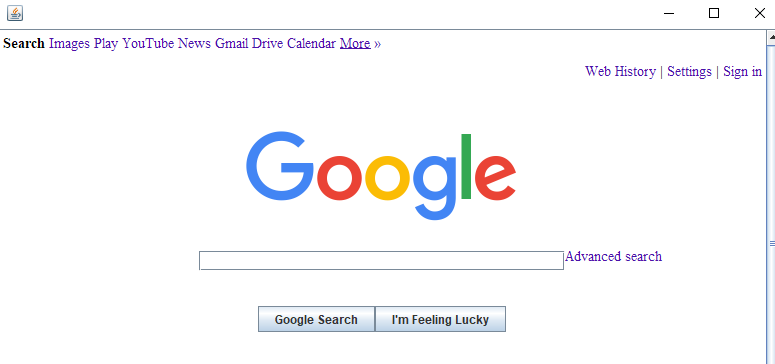 Search Images Play YouTube News Gmail Drive Calendar More »
Web History | Settings | Sign in
Google
Advanced search
Google Search I'm Feeling Lucky